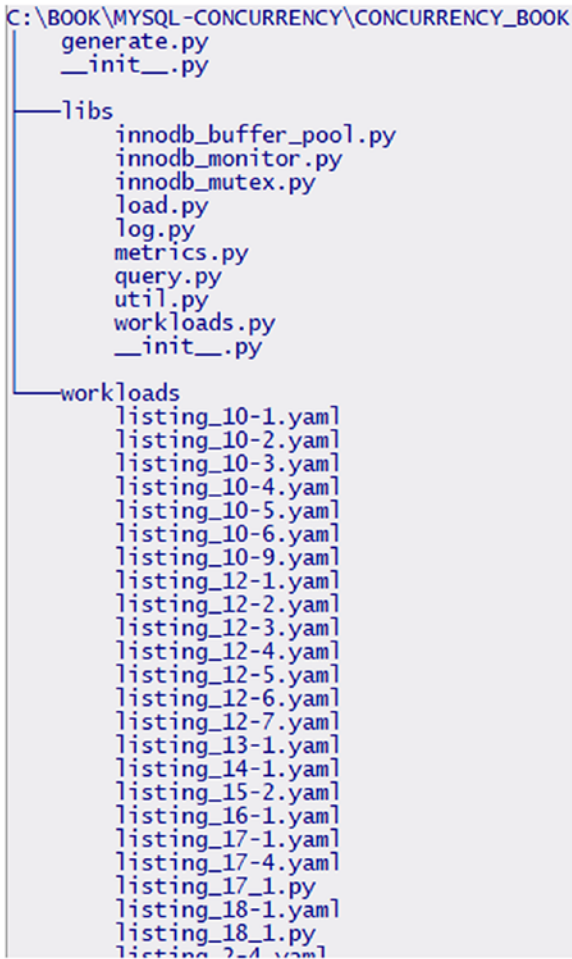 C:\BOOK\MYSQL-CONCURRENCY\CONCURRENCY_BOOK
generate.py
__init__.py
libs
innodb_buffer_pool.py
innodb_monitor.py
innodb_mutex.py
load.py
log.py
metrics.py
query.py
util.py
workloads.py
__init__.py
workloads
listing_10-1.yaml
listing_10-2.yaml
listing_10-3.yaml
listing_10-4.yaml
listing_10-5.yaml
listing_10-6.yaml
listing_10-9.yaml
listing_12-1.yaml
listing_12-2.yaml
listing_12-3.yaml
listing_12-4.yaml
listing_12-5.yaml
listing_12-6.yaml
listing_12-7.yaml
listing_13-1.yaml
listing_14-1.yaml
listing_15-2.yaml
listing_16-1.yaml
listing_17-1.yaml
listing_17-4.yaml
listing_17_1.py
listing_18-1.yaml
listing_18_1.py
listing_2-4.yaml